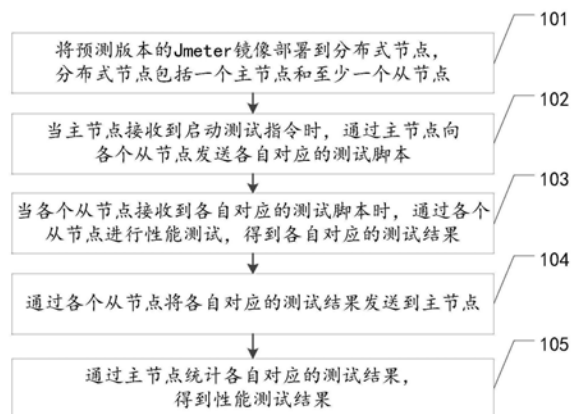 101
将预测版本的Jmeter镜像部署到分布式节点,
分布式节点包括一个主节点和至少一个从节点
102
当主节点接收到启动测试指令时，通过主节点向
各个从节点发送各自对应的测试脚本
103
当各个从节点接收到各自对应的测试脚本时，通过各个
从节点进行性能测试，得到各自对应的测试结果
104
通过各个从节点将各自对应的测试结果发送到主节点
105
通过主节点统计各自对应的测试结果，
得到性能测试结果